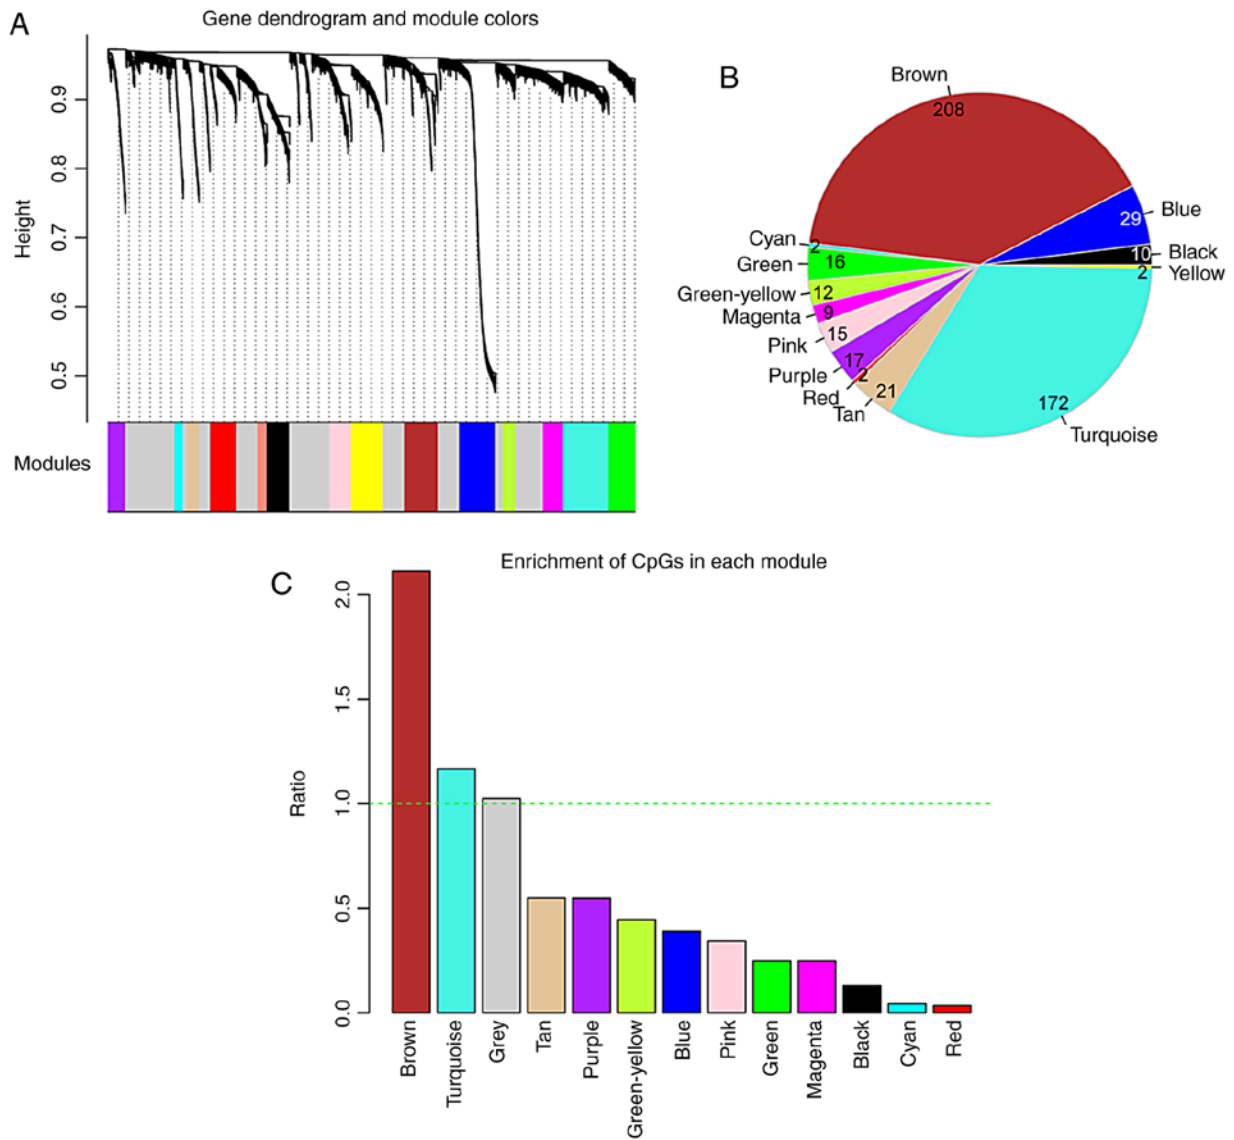 A
Gene dendrogram and module colors
Height
0.9
0.8
0.7
0.6
0.5
Modules
B
Brown
208
Blue
29
Black
10
Yellow
2
Cyan
2
Green
16
Green-yellow
12
Magenta
9
Pink
15
Purple
17
Red
2
Tan
21
Turquoise
172
C
Enrichment of CpGs in each module
Ratio
2.0
1.5
1.0
0.5
0.0
Brown
Turquoise
Grey
Tan
Purple
Green-yellow
Blue
Pink
Green
Magenta
Black
Cyan
Red